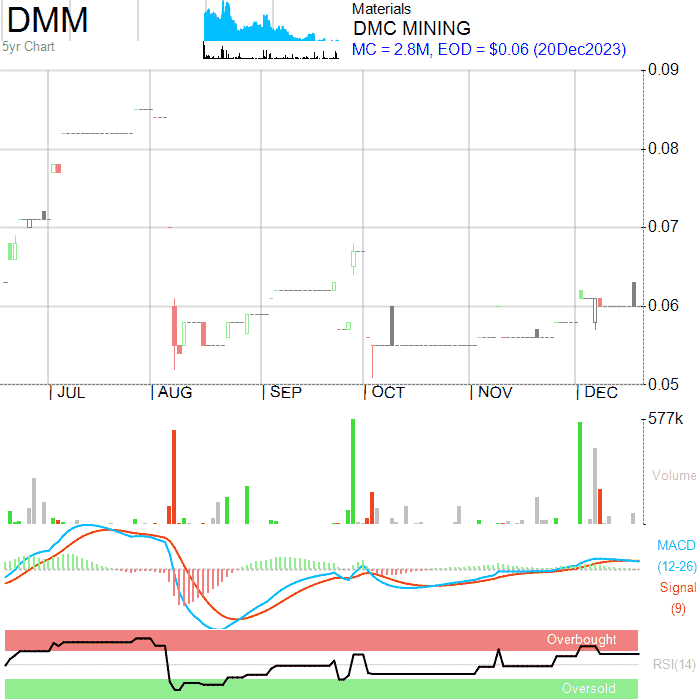 DMM
5yr Chart
Materials
DMC MINING
MC = 2.8M, EOD = $0.06 (20Dec2023)
0.09
0.08
0.07
0.06
0.05
JUL AUG SEP OCT NOV DEC
577k
Volume
MACD
(12-26)
Signal
(9)
Overbought
RSI(14)
Oversold